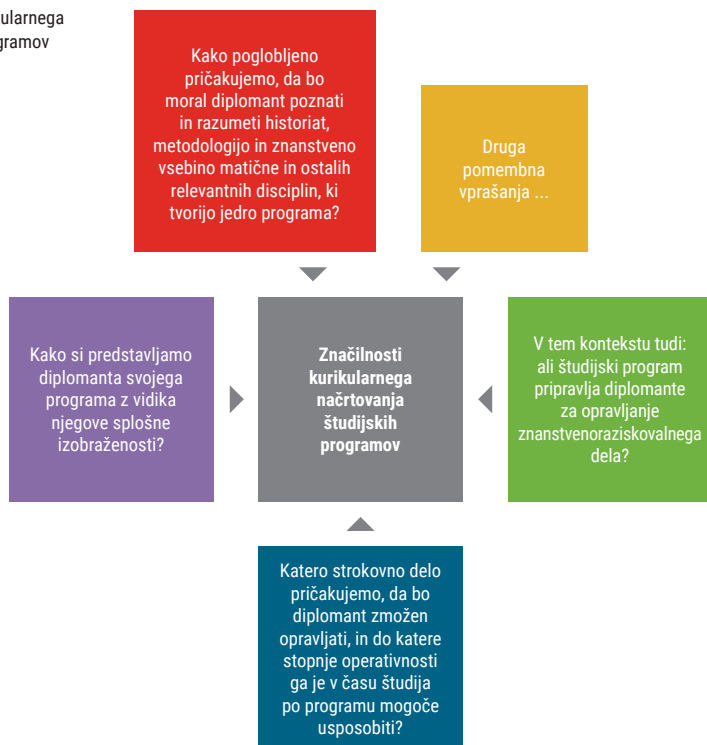 kularnega
gramov
Kako poglobljeno
pričakujemo, da bo
moral diplomant poznati
in razumeti historiat,
metodologijo in znanstveno
vsebino matične in ostalih
relevantnih disciplin, ki
tvorijo jedro programa?
Druga
pomembna
vprašanja ...
Kako si predstavljamo
diplomanta svojega
programa z vidika
njegove splošne
izobraženosti?
Značilnosti
kurikularnega
načrtovanja
študijskih
programov
V tem kontekstu tudi:
ali študijski program
pripravlja diplomante
za opravljanje
znanstvenoraziskovalnega
dela?
Katero strokovno delo
pričakujemo, da bo
diplomant zmožen
opravljati, in do katere
stopnje operativnosti
ga je v času študija
po programu mogoče
usposobiti?